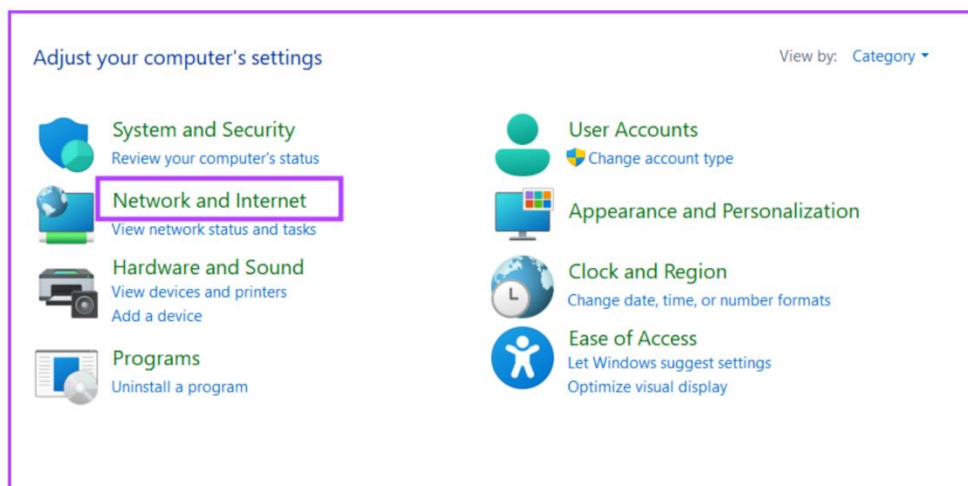 Adjust your computer's settings
View by: Category
System and Security
Review your computer's status
Network and Internet
View network status and tasks
Hardware and Sound
View devices and printers
Add a device
Programs
Uninstall a program
User Accounts
Change account type
Appearance and Personalization
Clock and Region
Change date, time, or number formats
Ease of Access
Let Windows suggest settings
Optimize visual display